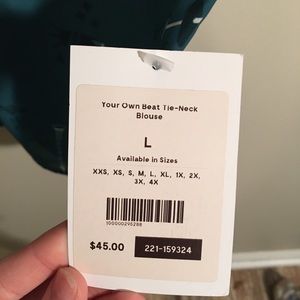 Your Own Beat Tie-Neck
Blouse
L
Available in Sizes
XXS, XS, S, M, L, XL, 1X, 2X,
3X, 4X
100000295288
$45.00
221-159324